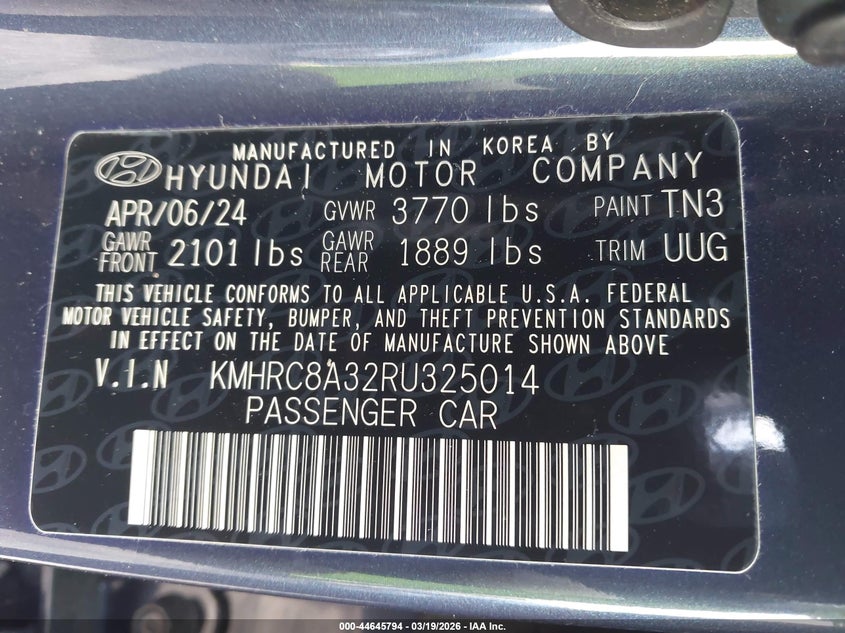 MANUFACTURED IN KOREA BY
HYUNDAI MOTOR COMPANY
APR/06/24 GVWR 3770 lbs PAINT TN3
GAWR FRONT 2101 lbs GAWR REAR 1889 lbs TRIM UUG
THIS VEHICLE CONFORMS TO ALL APPLICABLE U.S.A. FEDERAL
MOTOR VEHICLE SAFETY, BUMPER, AND THEFT PREVENTION STANDARDS
IN EFFECT ON THE DATE OF MANUFACTURE SHOWN ABOVE
V.I.N KMHRC8A32RU325014
PASSENGER CAR
000-44645794 - 03/19/2026 - IAA Inc.